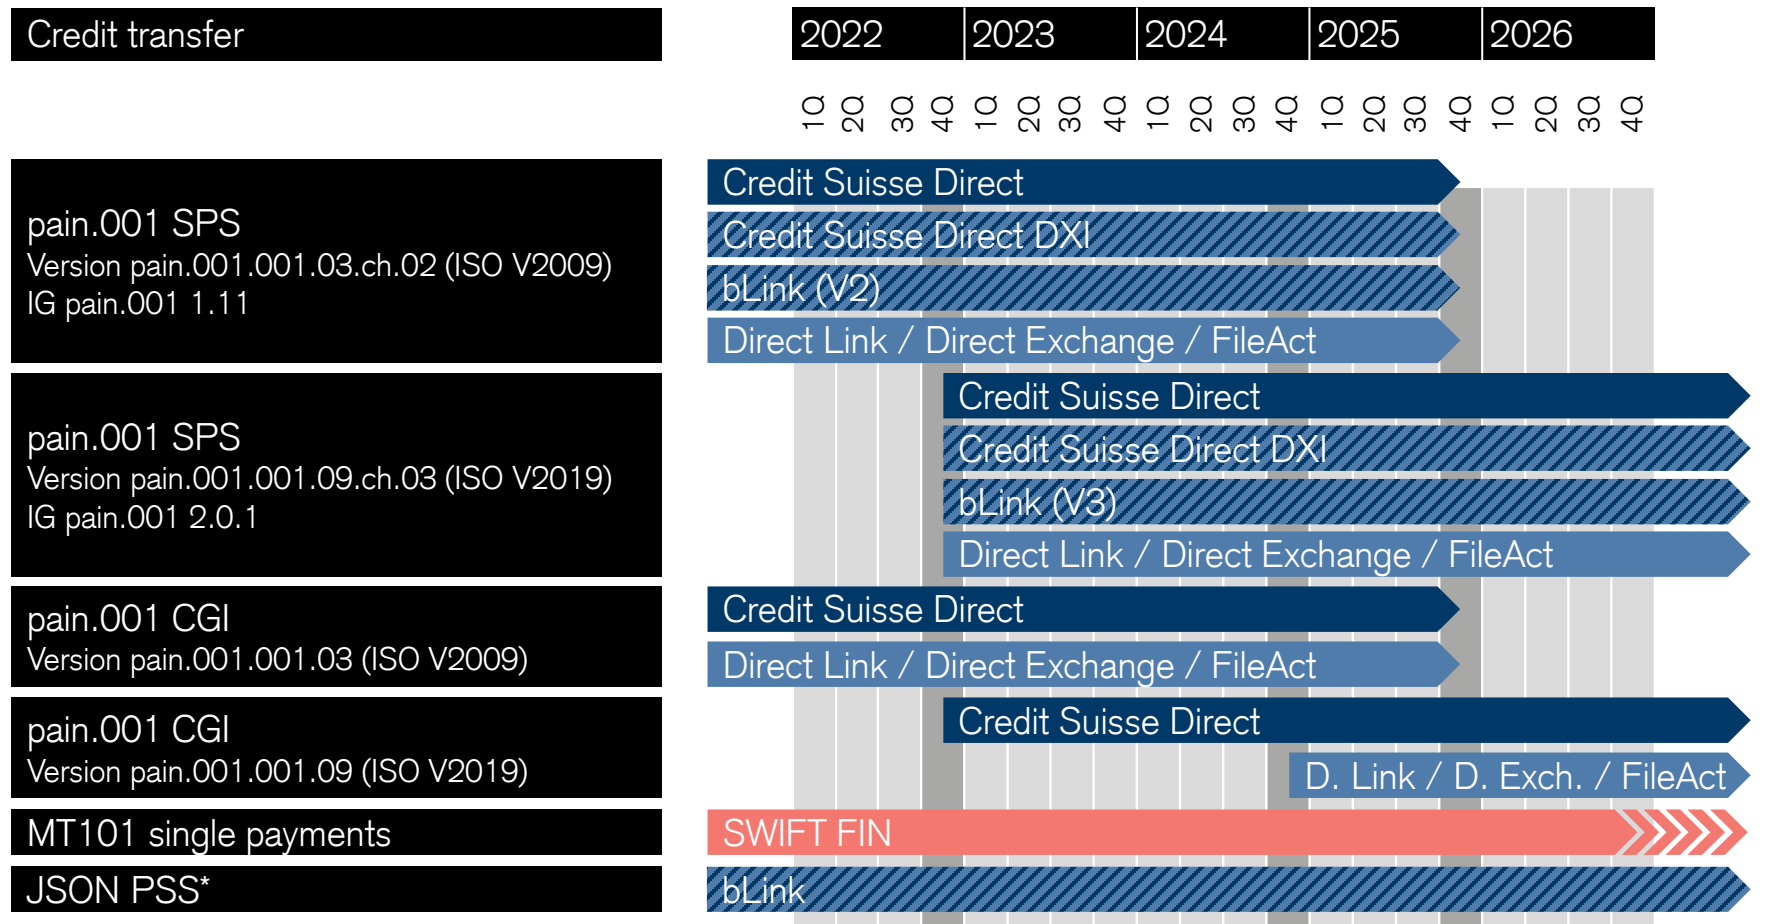 Credit transfer
2022 2023 2024 2025 2026
1Q 2Q 3Q 4Q 1Q 2Q 3Q 4Q 1Q 2Q 3Q 4Q 1Q 2Q 3Q 4Q 1Q 2Q 3Q 4Q
pain.001 SPS
Version pain.001.001.03.ch.02 (ISO V2009)
IG pain.001 1.11
Credit Suisse Direct
Credit Suisse Direct DXI
bLink (V2)
Direct Link / Direct Exchange / FileAct
pain.001 SPS
Version pain.001.001.09.ch.03 (ISO V2019)
IG pain.001 2.0.1
Credit Suisse Direct
Credit Suisse Direct DXI
bLink (V3)
Direct Link / Direct Exchange / FileAct
pain.001 CGI
Version pain.001.001.03 (ISO V2009)
Credit Suisse Direct
Direct Link / Direct Exchange / FileAct
pain.001 CGI
Version pain.001.001.09 (ISO V2019)
Credit Suisse Direct
D. Link / D. Exch. / FileAct
MT101 single payments
SWIFT FIN
JSON PSS*
bLink